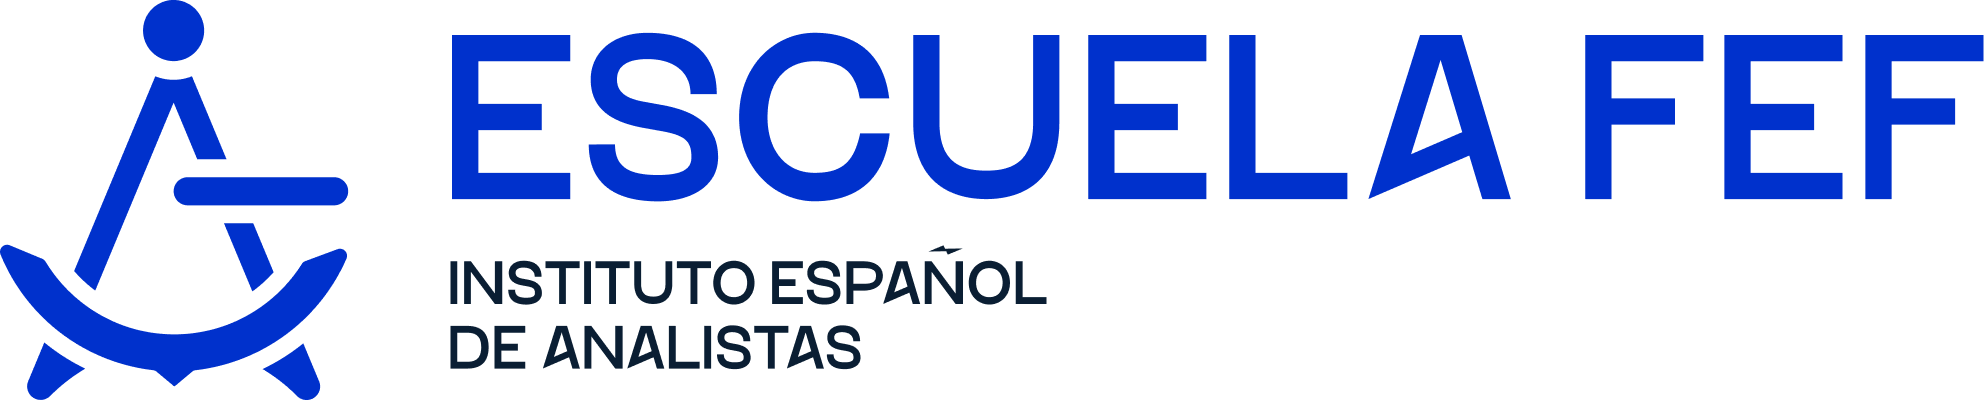 ESCUELA FEF
INSTITUTO ESPAÑOL
DE ANALISTAS